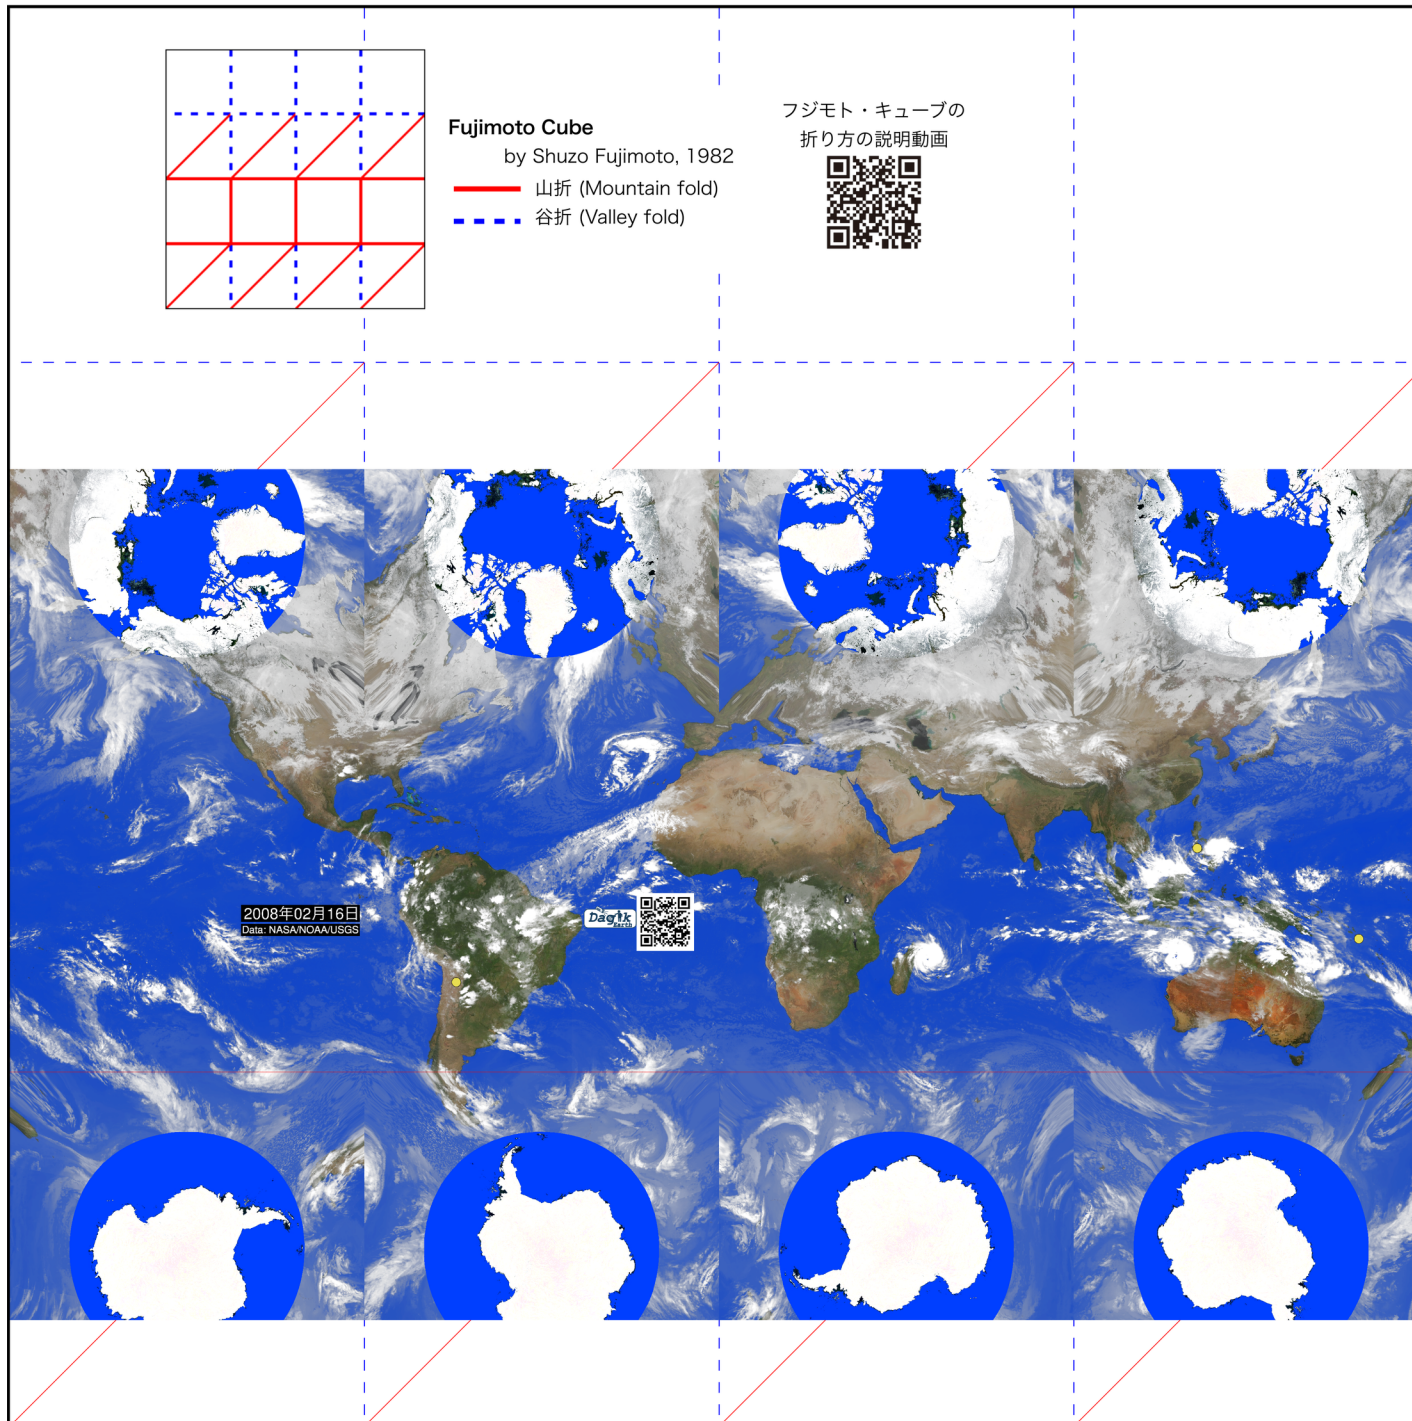 Fujimoto Cube
by Shuzo Fujimoto, 1982
山折 (Mountain fold)
谷折 (Valley fold)
フジモト・キューブの
折り方の説明動画
2008年02月16日
Data: NASA/NOAA/USGS
Dagik
Earth